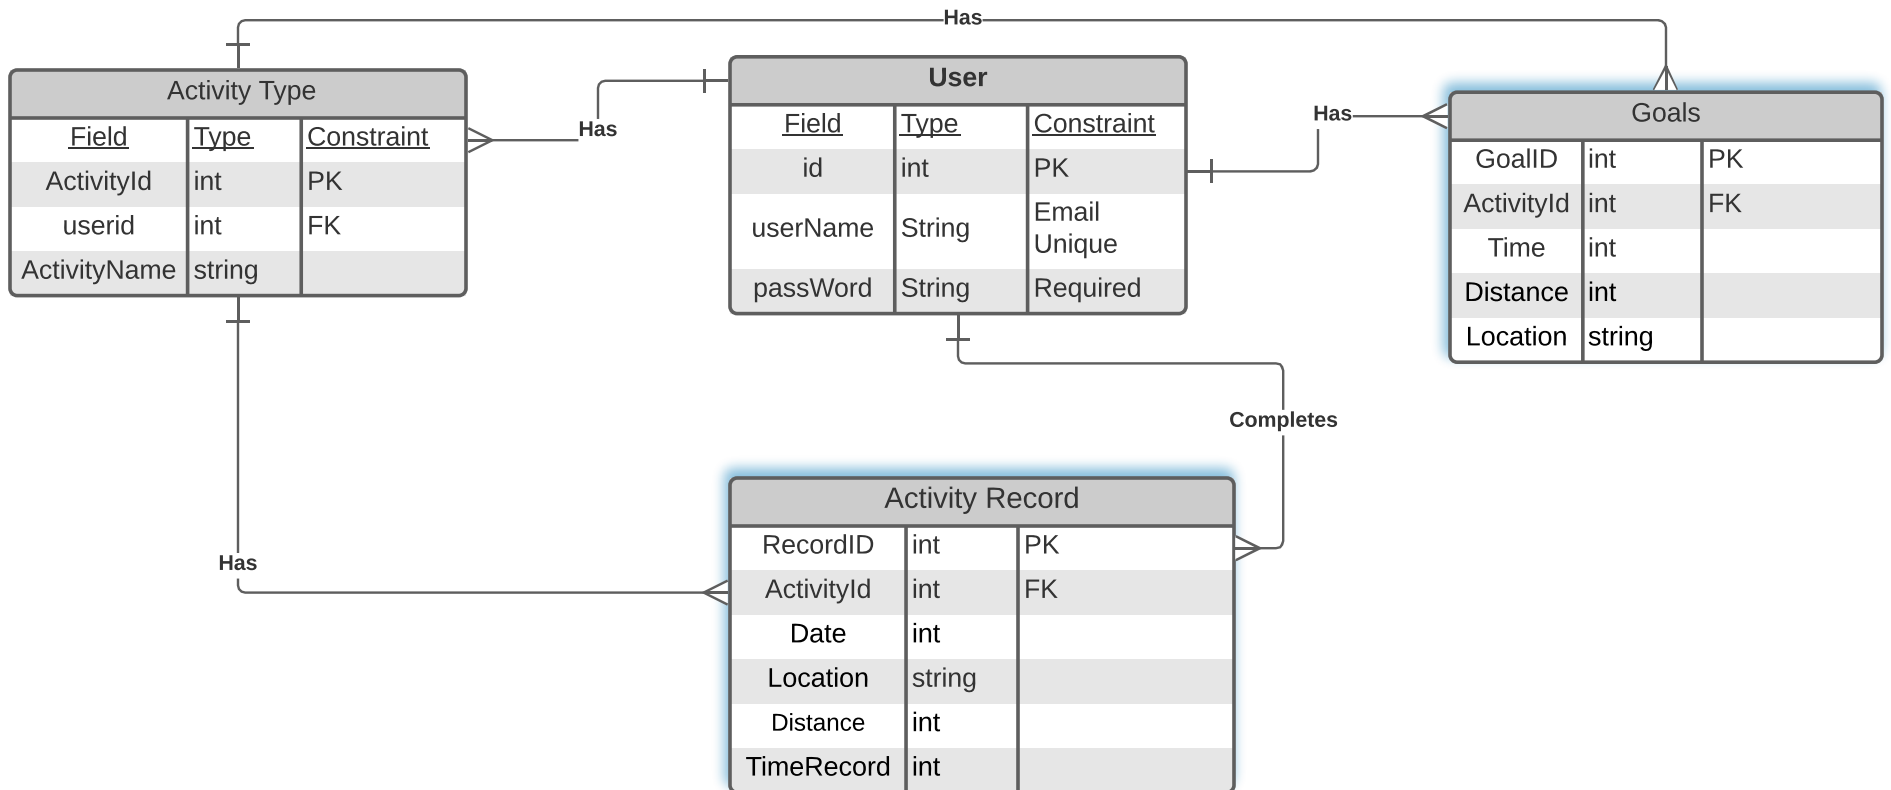 Has
Activity Type
Field Type Constraint
ActivityId int PK
userid int FK
ActivityName string
Has
User
Field Type Constraint
id int PK
userName String Email
Unique
passWord String Required
Has
Goals
GoalID int PK
ActivityId int FK
Time int
Distance int
Location string
Completes
Has
Activity Record
RecordID int PK
ActivityId int FK
Date int
Location string
Distance int
TimeRecord int